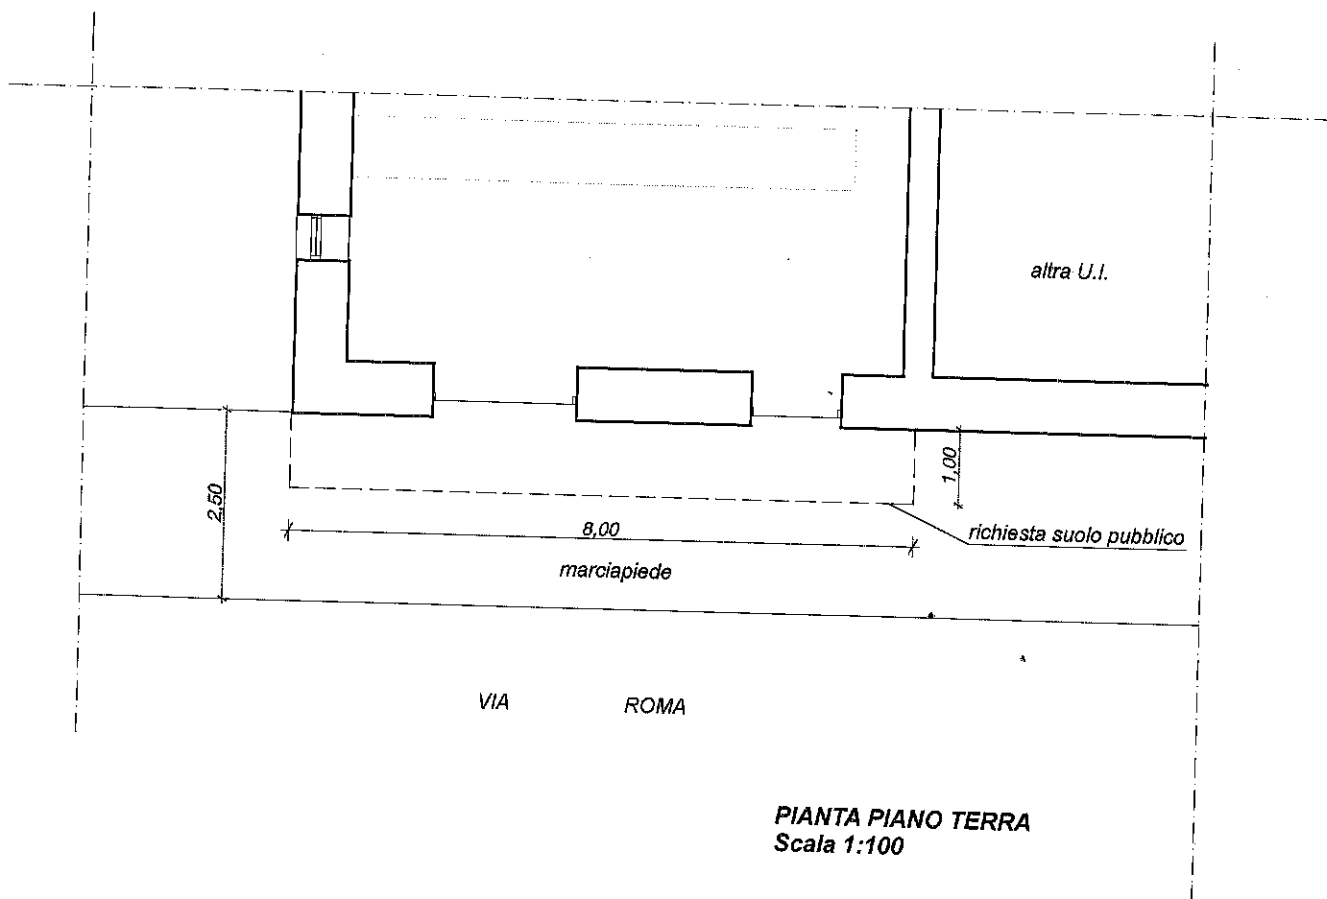 altra U.I.
2,50
1,00
8,00
richiesta suolo pubblico
marciapiede
VIA ROMA
PIANTA PIANO TERRA
Scala 1:100